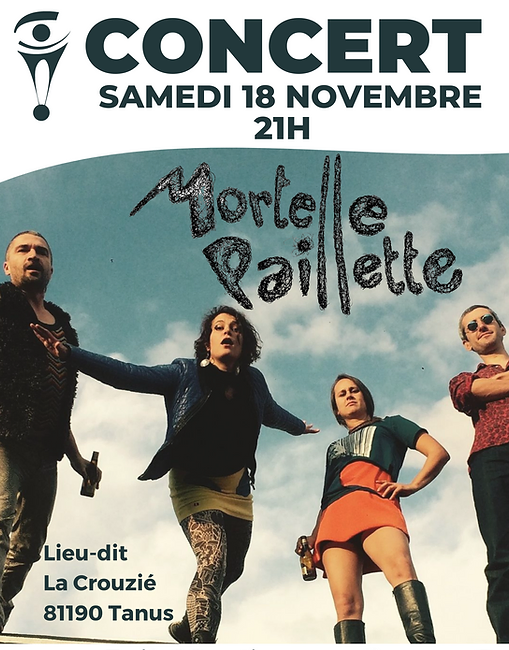 CONCERT
SAMEDI 18 NOVEMBRE
21H
Mortelle
Paillette
Lieu-dit
La Crouzié
81190 Tanus